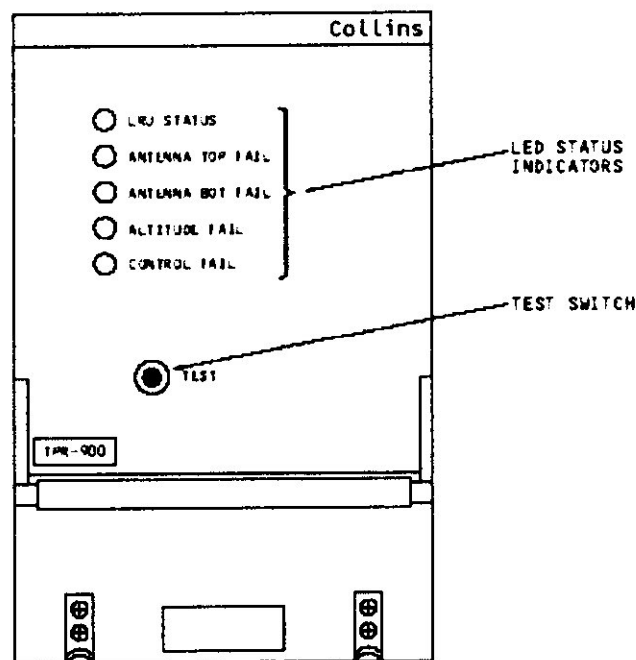 Collins
LRU STATUS
ANTENNA TOP FAIL
ANTENNA BOT FAIL
ALTITUDE FAIL
CONTROL FAIL
LED STATUS
INDICATORS
TEST SWITCH
TEST
TPR-900